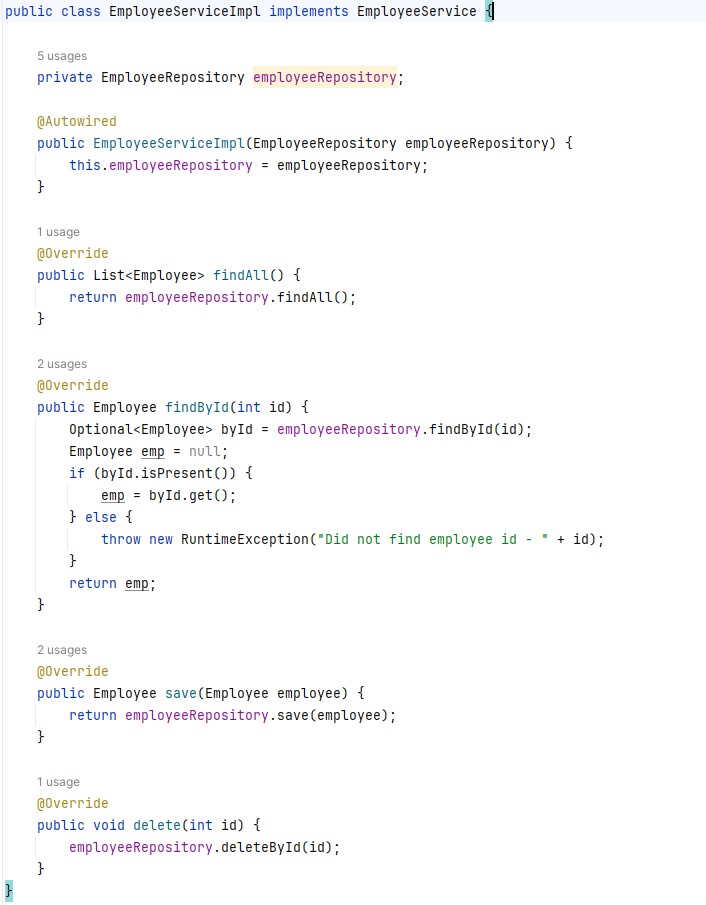 public class EmployeeServiceImpl implements EmployeeService {
5 usages
private EmployeeRepository employeeRepository;
@Autowired
public EmployeeServiceImpl(EmployeeRepository employeeRepository) {
this.employeeRepository = employeeRepository;
}
1 usage
@Override
public List<Employee> findAll() {
return employeeRepository.findAll();
}
2 usages
@Override
public Employee findById(int id) {
Optional<Employee> byId = employeeRepository.findById(id);
Employee emp = null;
if (byId.isPresent()) {
emp = byId.get();
} else {
throw new RuntimeException("Did not find employee id - " + id);
}
return emp;
}
2 usages
@Override
public Employee save(Employee employee) {
return employeeRepository.save(employee);
}
1 usage
@Override
public void delete(int id) {
employeeRepository.deleteById(id);
}
}